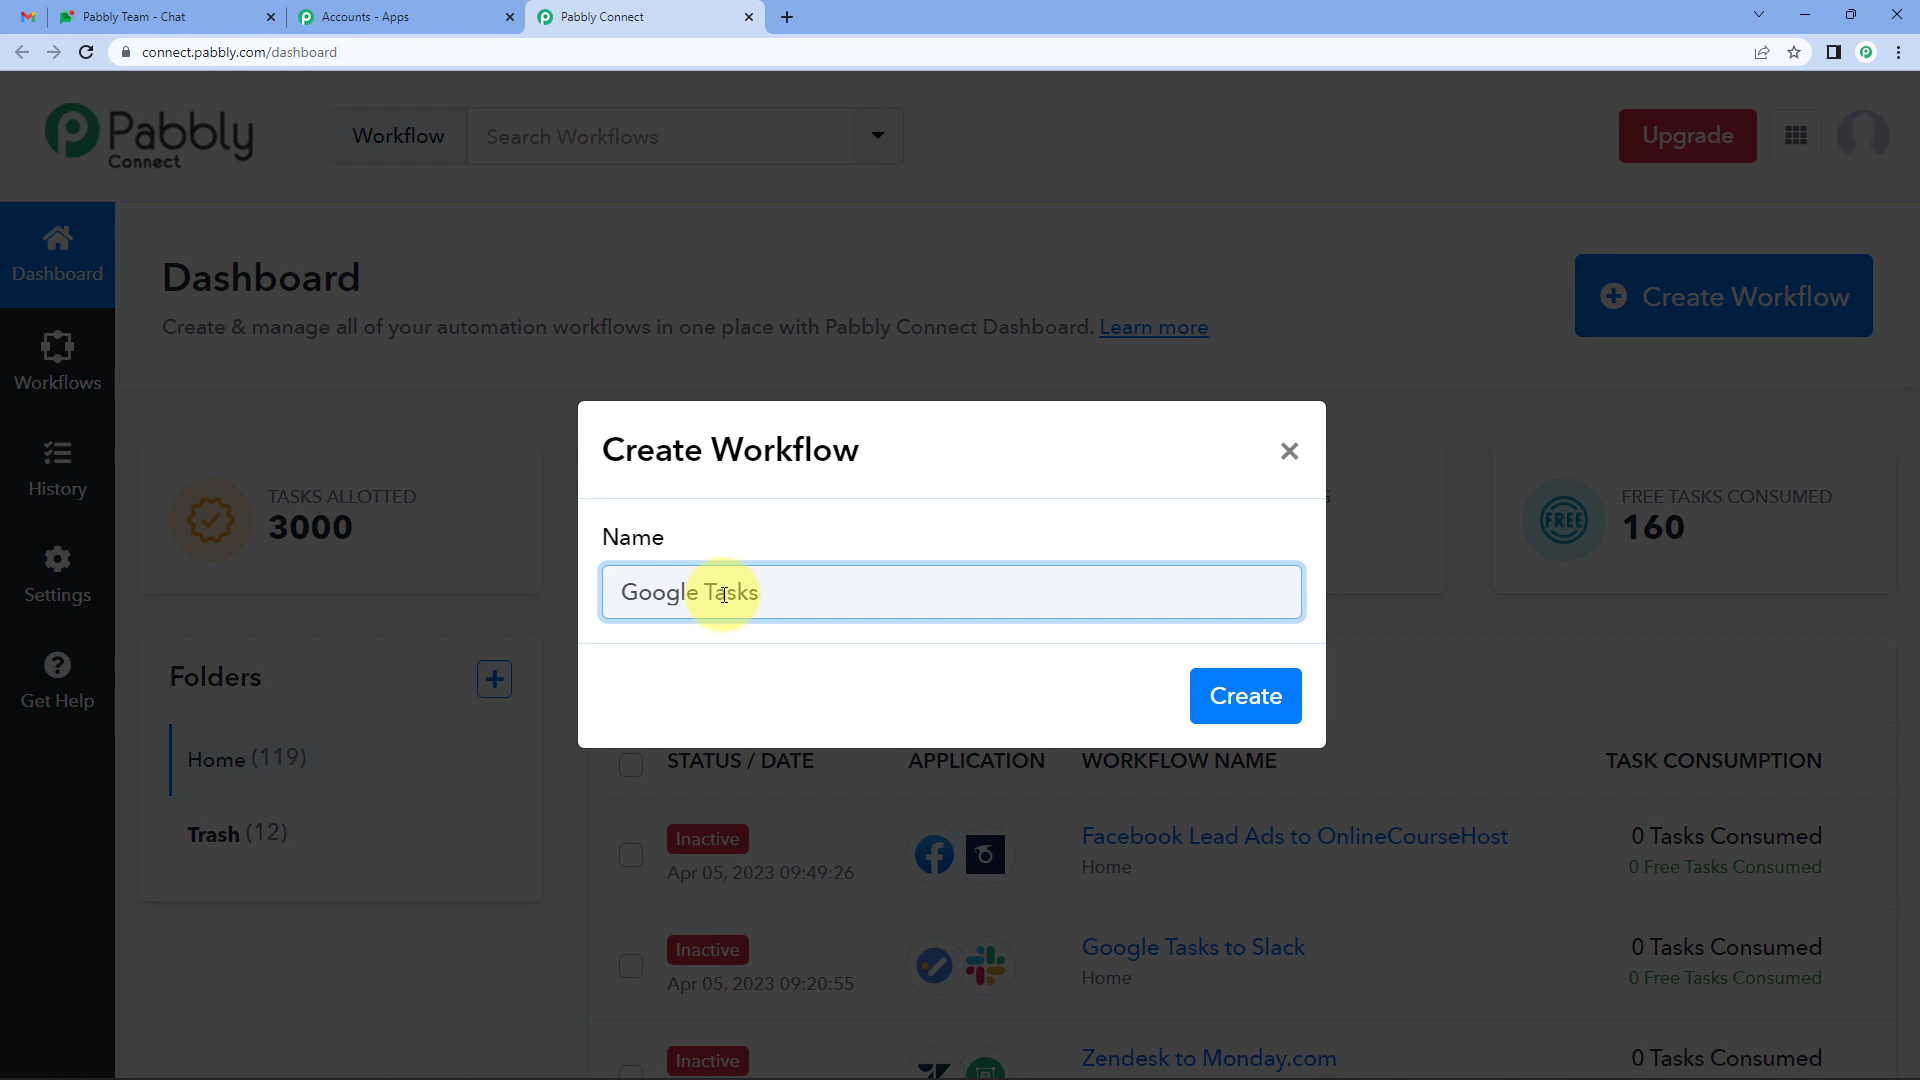 Pabbly Team - Chat
Accounts - Apps
Pabbly Connect
connect.pabbly.com/dashboard
Pabbly
Connect
Workflow
Search Workflows
Upgrade
Dashboard
Workflows
History
Settings
Get Help
Dashboard
Create & manage all of your automation workflows in one place with Pabbly Connect Dashboard. Learn more
Create Workflow
TASKS ALLOTTED
3000
FREE
FREE TASKS CONSUMED
160
Create Workflow
Name
Google Tasks
Create
Folders
Home (119)
Trash (12)
STATUS / DATE
APPLICATION
WORKFLOW NAME
TASK CONSUMPTION
Inactive
Apr 05, 2023 09:49:26
Facebook Lead Ads to OnlineCourseHost
Home
0 Tasks Consumed
0 Free Tasks Consumed
Inactive
Apr 05, 2023 09:20:55
Google Tasks to Slack
Home
0 Tasks Consumed
0 Free Tasks Consumed
Inactive
Zendesk to Monday.com
0 Tasks Consumed